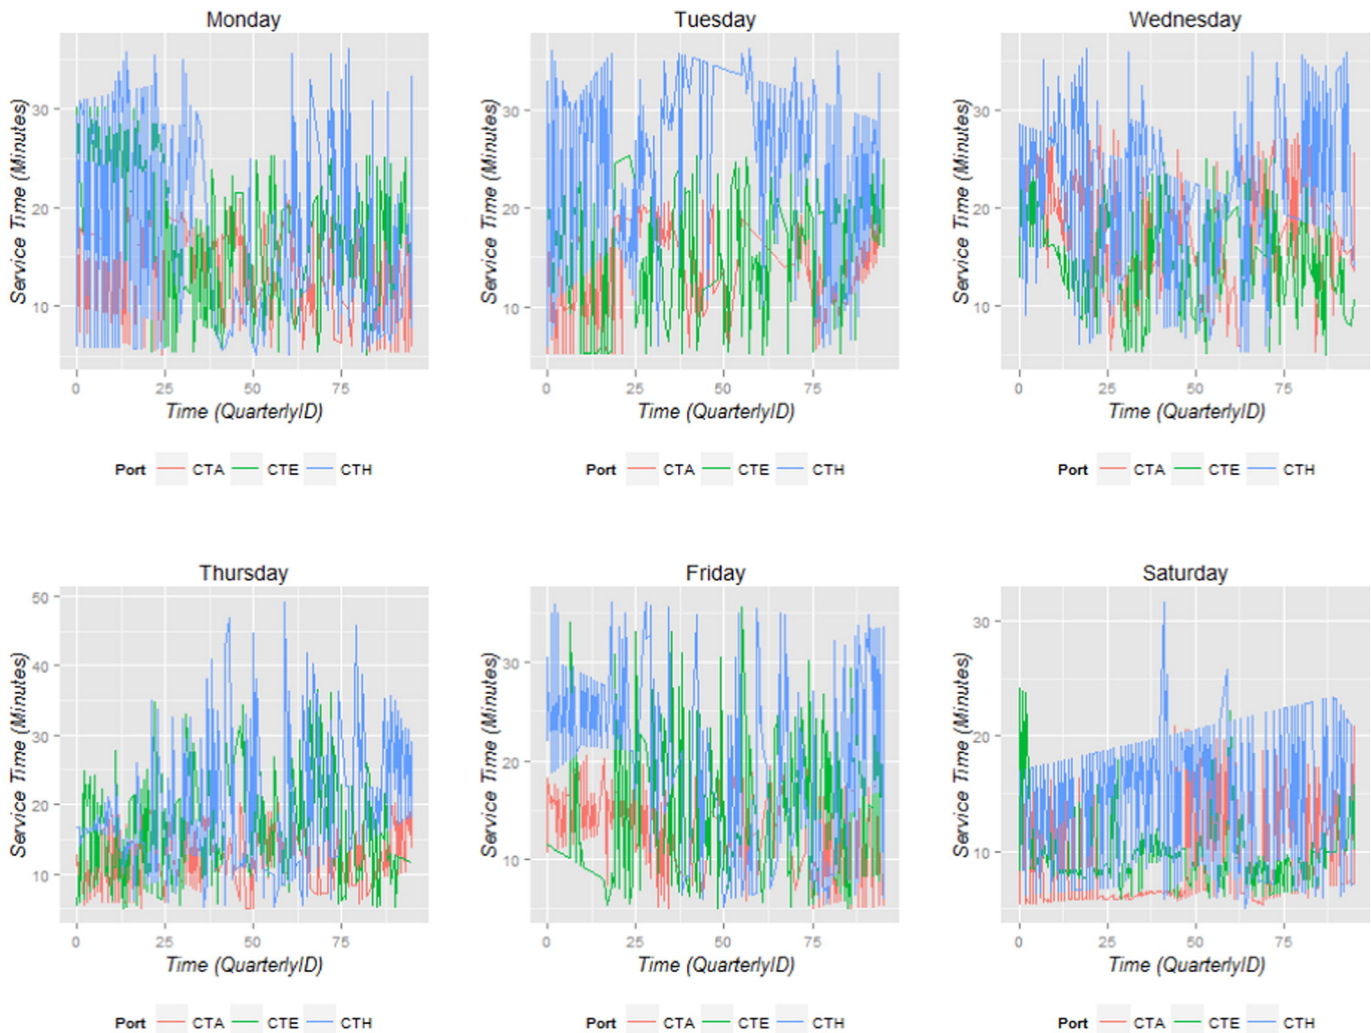 Monday
Service Time (Minutes)
30
20
10
0 25 50 75
Time (QuarterlyID)
Port CTA CTE CTH
Tuesday
Service Time (Minutes)
30
20
10
0 25 50 75
Time (QuarterlyID)
Port CTA CTE CTH
Wednesday
Service Time (Minutes)
30
20
10
0 25 50 75
Time (QuarterlyID)
Port CTA CTE CTH
Thursday
Service Time (Minutes)
50
40
30
20
10
0 25 50 75
Time (QuarterlyID)
Port CTA CTE CTH
Friday
Service Time (Minutes)
30
20
10
0 25 50 75
Time (QuarterlyID)
Port CTA CTE CTH
Saturday
Service Time (Minutes)
30
20
10
0 25 50 75
Time (QuarterlyID)
Port CTA CTE CTH